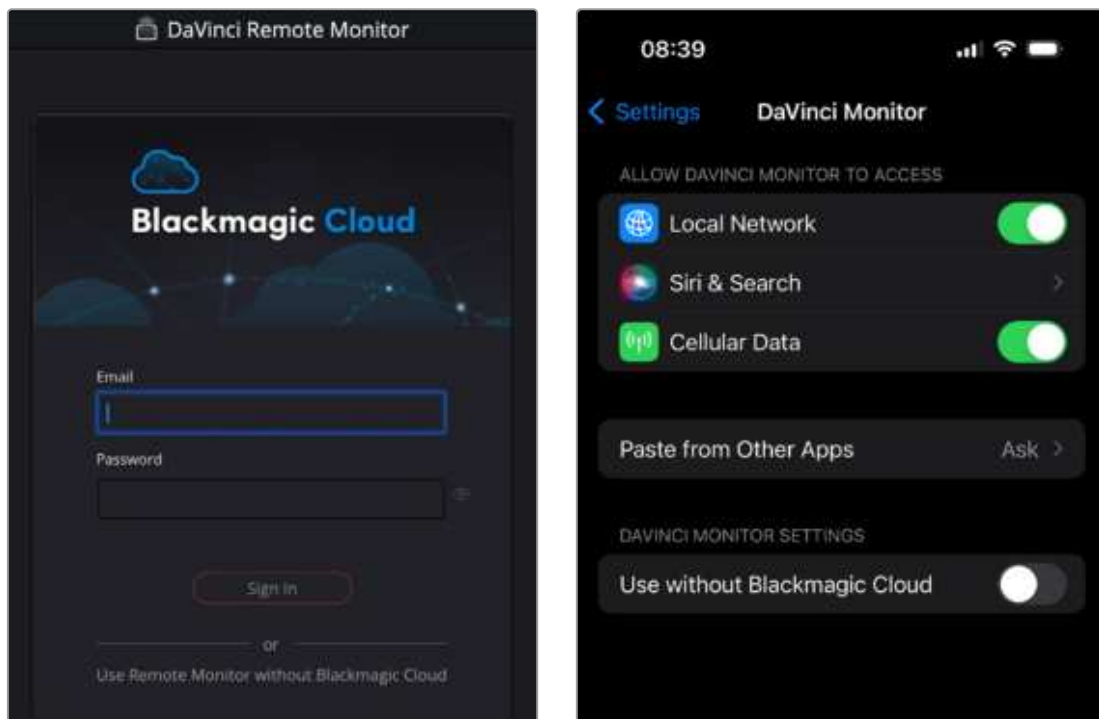 DaVinci Remote Monitor
Blackmagic Cloud
Email
Password
Sign In
or
Use Remote Monitor without Blackmagic Cloud
08:39
Settings
DaVinci Monitor
ALLOW DAVINCI MONITOR TO ACCESS
Local Network
Siri & Search
Cellular Data
Paste from Other Apps Ask
DAVINCI MONITOR SETTINGS
Use without Blackmagic Cloud